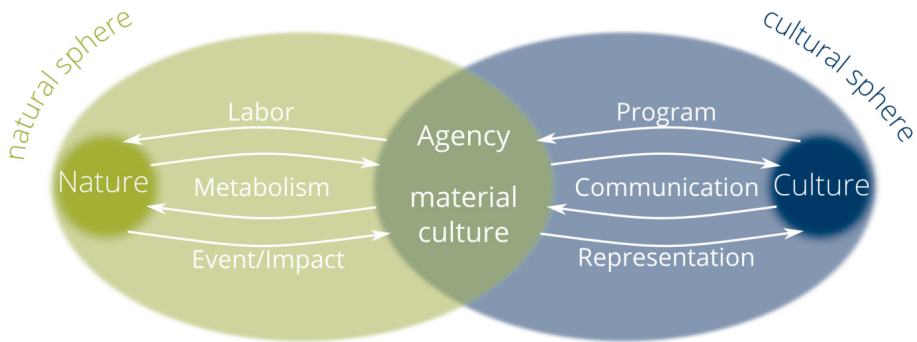 natural sphere
cultural sphere
Labor
Program
Agency
Nature
Metabolism
material
culture
Communication
Culture
Event/Impact
Representation